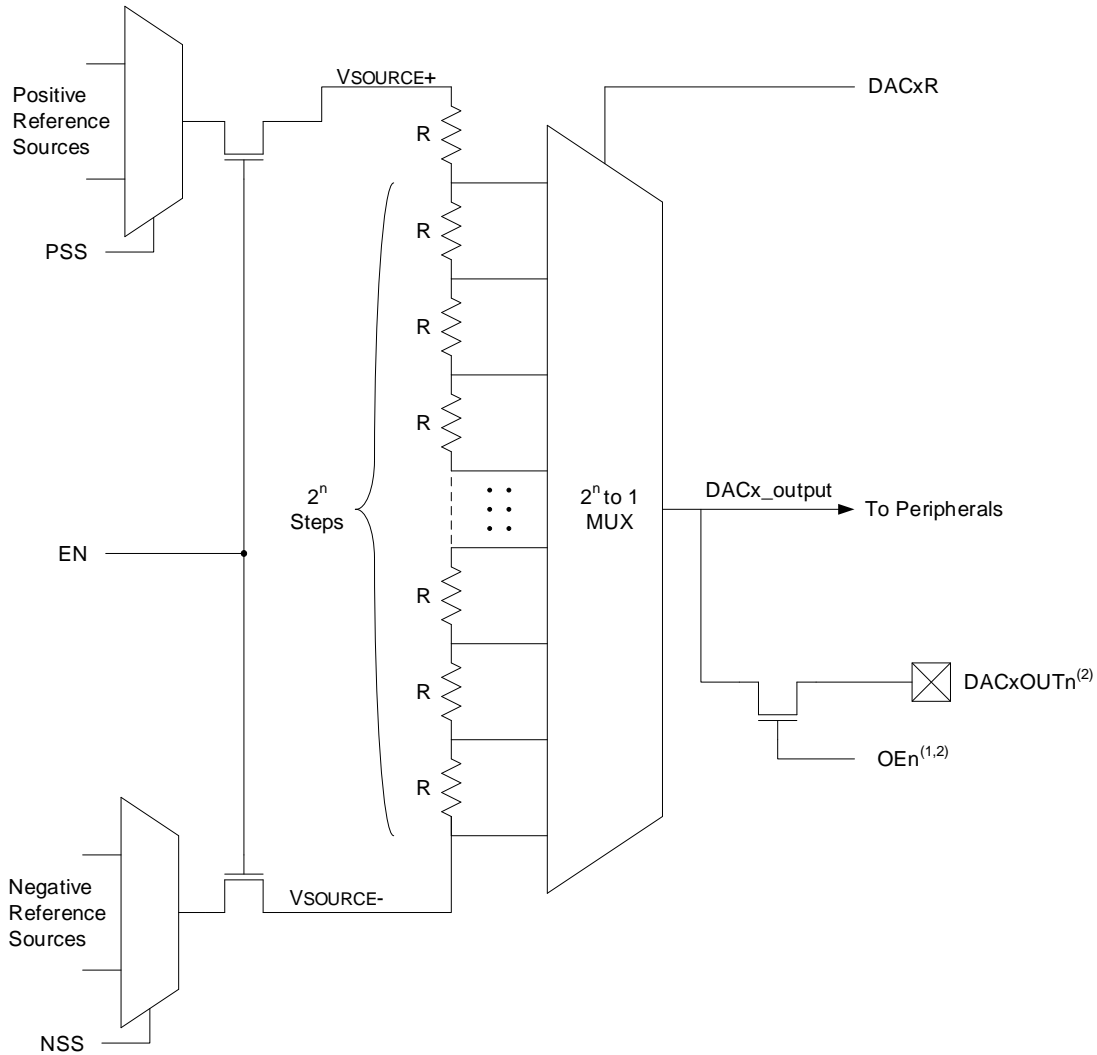 Positive
Reference
Sources
PSS
VSOURCE+
R
R
R
R
R
R
R
2ⁿ
Steps
EN
2ⁿ to 1
MUX
DACxR
DACx_output
To Peripherals
DACxOUTn⁽²⁾
OEn⁽¹,²⁾
Negative
Reference
Sources
VSOURCE-
NSS